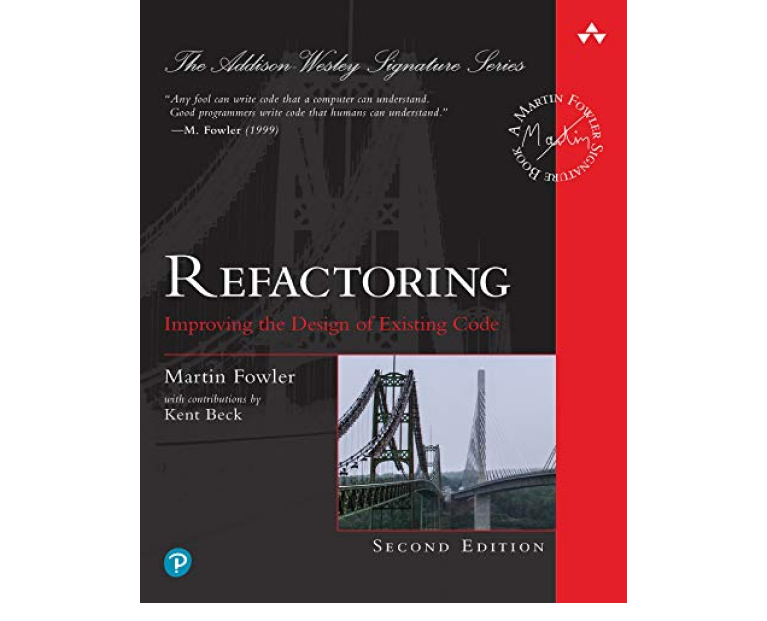 The Addison-Wesley Signature Series
“Any fool can write code that a computer can understand.
Good programmers write code that humans can understand.”
—M. Fowler (1999)
A MARTIN FOWLER SIGNATURE BOOK
Martin
REFACTORING
Improving the Design of Existing Code
Martin Fowler
with contributions by
Kent Beck
SECOND EDITION
P